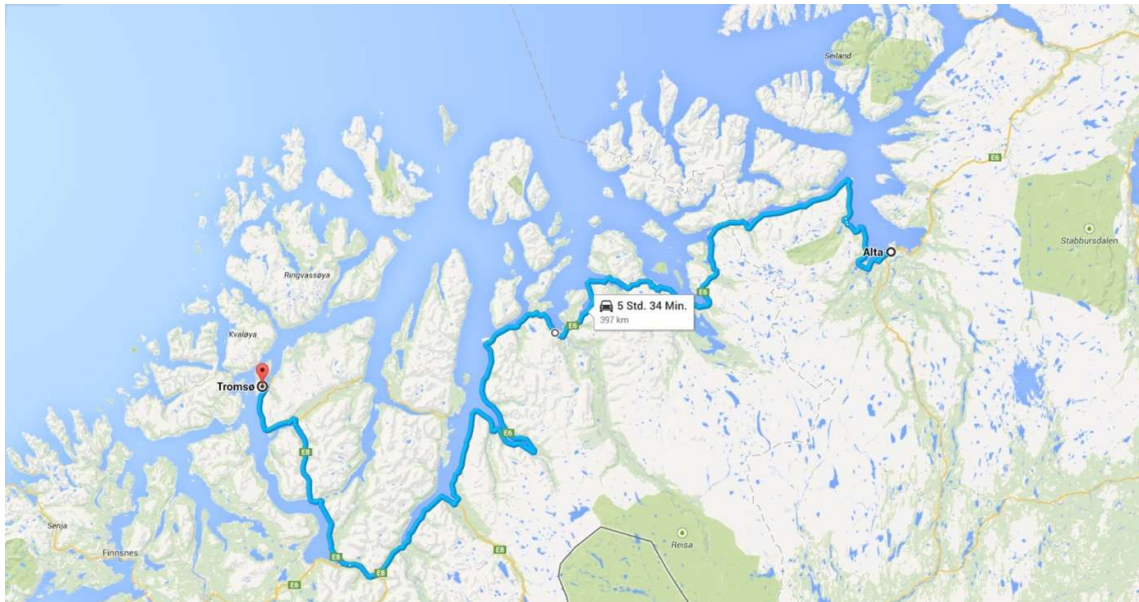 Seiland
E6
Stabbursdalen
Alta
Ringvassøya
E6
5 Std. 34 Min.
397 km
Kvaløya
E6
Tromsø
E6
E8
Senja
Finnsnes
Reisa
E8
E8
E8
E6